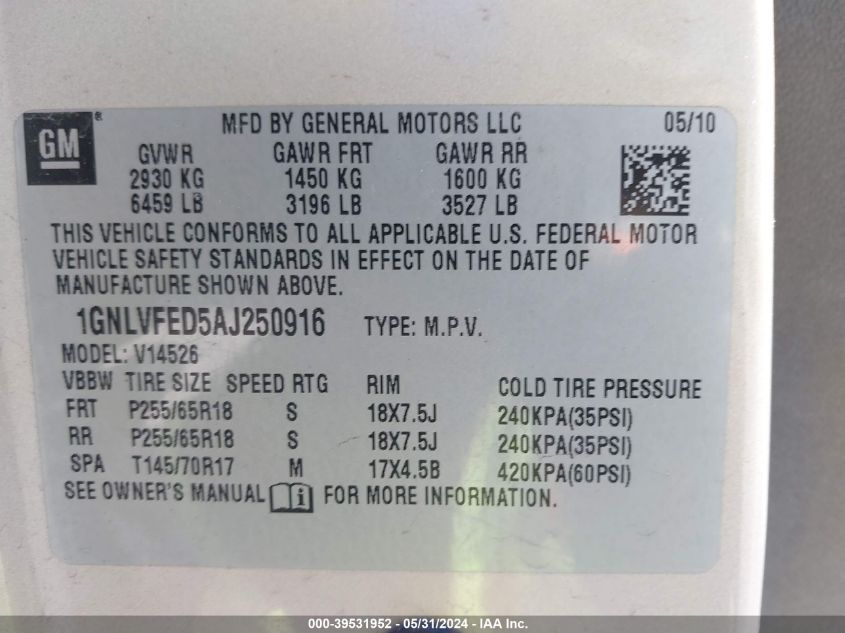 GM ® MFD BY GENERAL MOTORS LLC 05/10
GVWR GAWR FRT GAWR RR
2930 KG 1450 KG 1600 KG
6459 LB 3196 LB 3527 LB
THIS VEHICLE CONFORMS TO ALL APPLICABLE U.S. FEDERAL MOTOR
VEHICLE SAFETY STANDARDS IN EFFECT ON THE DATE OF
MANUFACTURE SHOWN ABOVE.
1GNLVFED5AJ250916 TYPE: M.P.V.
MODEL: V14526
VBBW TIRE SIZE SPEED RTG RIM COLD TIRE PRESSURE
FRT P255/65R18 S 18X7.5J 240KPA(35PSI)
RR P255/65R18 S 18X7.5J 240KPA(35PSI)
SPA T145/70R17 M 17X4.5B 420KPA(60PSI)
SEE OWNER'S MANUAL i FOR MORE INFORMATION.
000-39531952 - 05/31/2024 - IAA Inc.